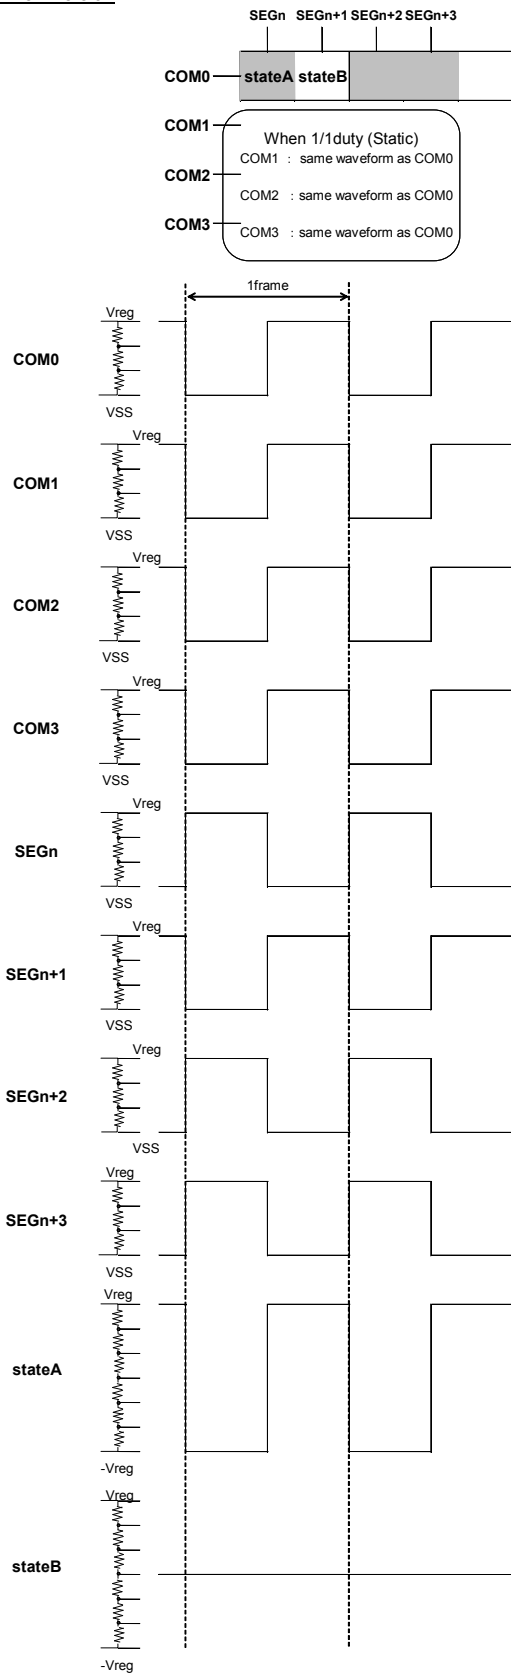 SEGn SEGn+1 SEGn+2 SEGn+3
COM0 stateA stateB
COM1
When 1/1duty (Static)
COM1 : same waveform as COM0
COM2
COM2 : same waveform as COM0
COM3
COM3 : same waveform as COM0
1frame
Vreg
COM0
VSS
Vreg
COM1
VSS
Vreg
COM2
VSS
Vreg
COM3
VSS
Vreg
SEGn
VSS
Vreg
SEGn+1
VSS
Vreg
SEGn+2
VSS
Vreg
SEGn+3
VSS
Vreg
stateA
-Vreg
Vreg
stateB
-Vreg